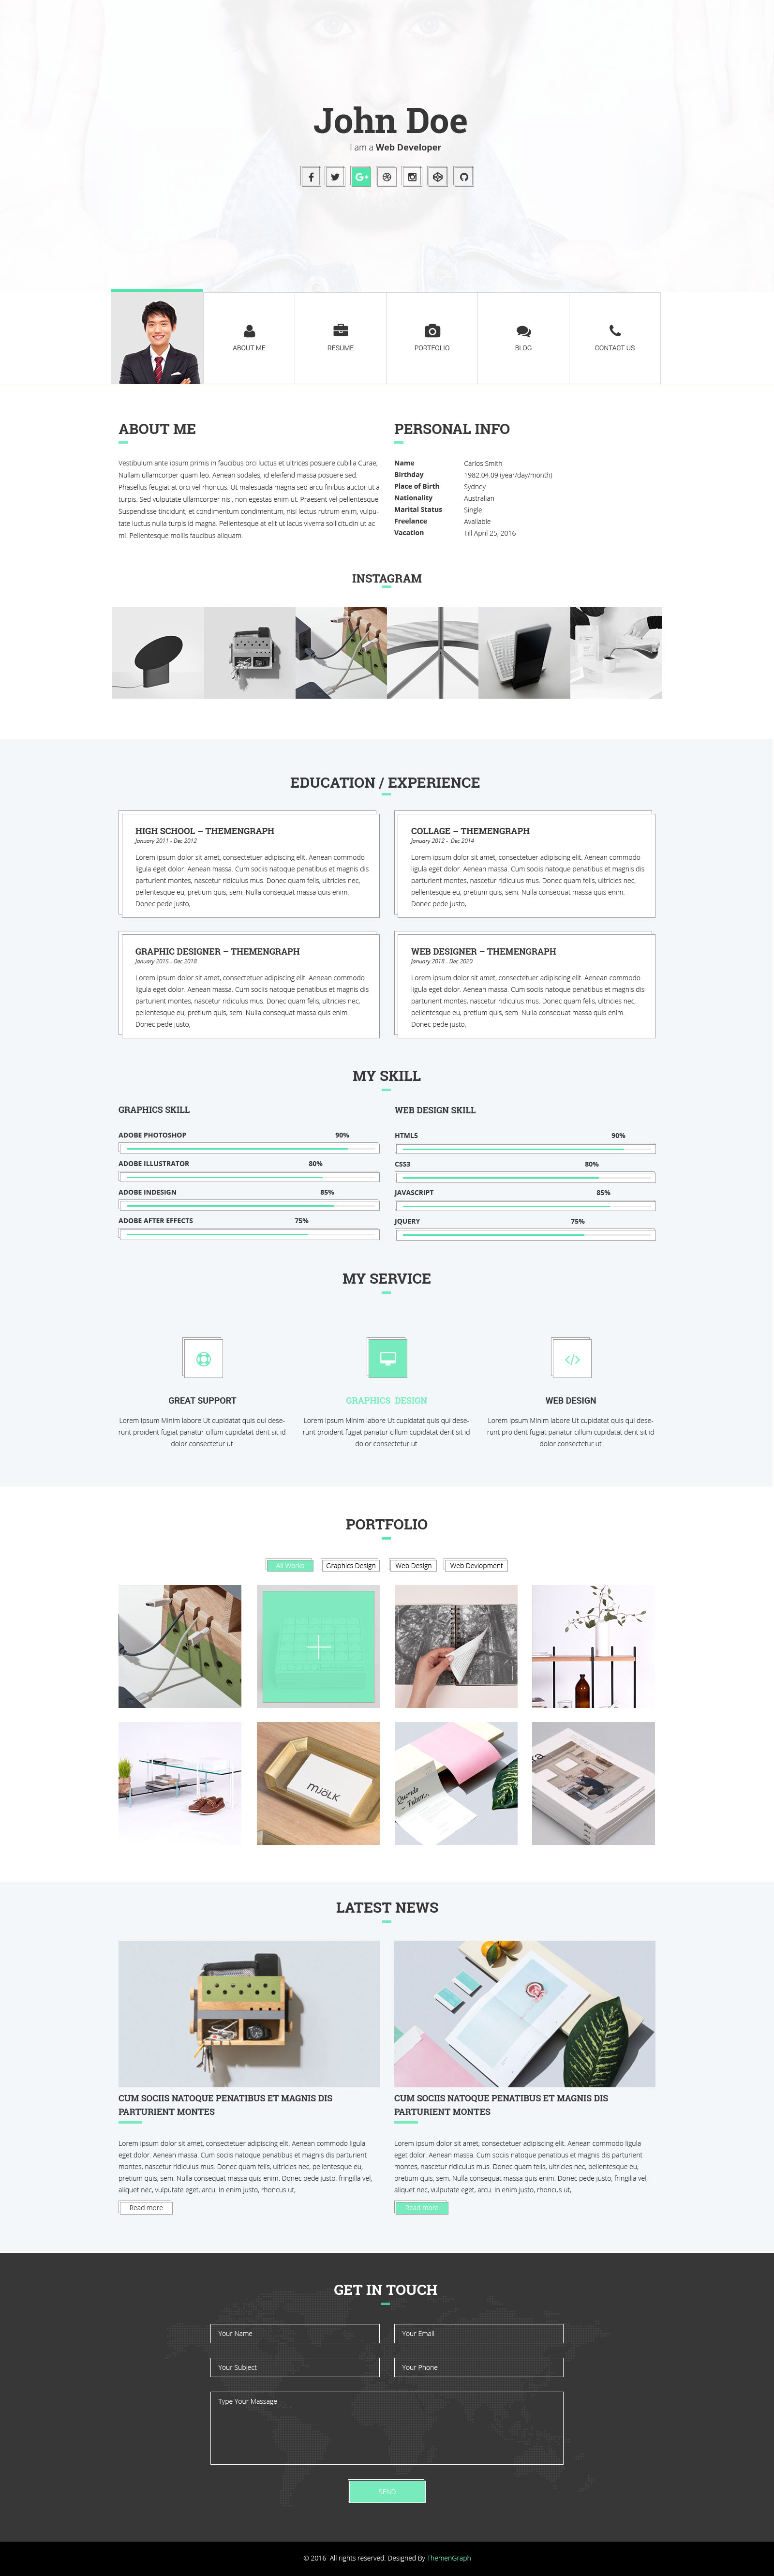 John Doe
I am a Web Developer
ABOUT ME
RESUME
PORTFOLIO
BLOG
CONTACT US
ABOUT ME
Vestibulum ante ipsum primis in faucibus orci luctus et ultrices posuere cubilia Curae;
Nullam ullamcorper quam leo. Aenean sodales, id eleifend massa posuere sed.
Phasellus feugiat at orci vel rhoncus. Ut malesuada magna sed arcu finibus auctor ut a
turpis. Sed vulputate ullamcorper nisi, non egestas enim ut. Praesent vel pellentesque
Suspendisse tincidunt, et condimentum condimentum, nisi lectus rutrum enim, vulpu-
tate luctus nulla turpis id magna. Pellentesque at elit ut lacus viverra sollicitudin ut ac
mi. Pellentesque mollis faucibus aliquam.
PERSONAL INFO
Name Carlos Smith
Birthday 1982.04.09 (year/day/month)
Place of Birth Sydney
Nationality Australian
Marital Status Single
Freelance Available
Vacation Till April 25, 2016
INSTAGRAM
EDUCATION / EXPERIENCE
HIGH SCHOOL – THEMENGRAPH
January 2011 - Dec 2012
Lorem ipsum dolor sit amet, consectetuer adipiscing elit. Aenean commodo
ligula eget dolor. Aenean massa. Cum sociis natoque penatibus et magnis dis
parturient montes, nascetur ridiculus mus. Donec quam felis, ultricies nec,
pellentesque eu, pretium quis, sem. Nulla consequat massa quis enim.
Donec pede justo,
COLLAGE – THEMENGRAPH
January 2012 - Dec 2014
Lorem ipsum dolor sit amet, consectetuer adipiscing elit. Aenean commodo
ligula eget dolor. Aenean massa. Cum sociis natoque penatibus et magnis dis
parturient montes, nascetur ridiculus mus. Donec quam felis, ultricies nec,
pellentesque eu, pretium quis, sem. Nulla consequat massa quis enim.
Donec pede justo,
GRAPHIC DESIGNER – THEMENGRAPH
January 2015 - Dec 2018
Lorem ipsum dolor sit amet, consectetuer adipiscing elit. Aenean commodo
ligula eget dolor. Aenean massa. Cum sociis natoque penatibus et magnis dis
parturient montes, nascetur ridiculus mus. Donec quam felis, ultricies nec,
pellentesque eu, pretium quis, sem. Nulla consequat massa quis enim.
Donec pede justo,
WEB DESIGNER – THEMENGRAPH
January 2018 - Dec 2020
Lorem ipsum dolor sit amet, consectetuer adipiscing elit. Aenean commodo
ligula eget dolor. Aenean massa. Cum sociis natoque penatibus et magnis dis
parturient montes, nascetur ridiculus mus. Donec quam felis, ultricies nec,
pellentesque eu, pretium quis, sem. Nulla consequat massa quis enim.
Donec pede justo,
MY SKILL
GRAPHICS SKILL
ADOBE PHOTOSHOP 90%
ADOBE ILLUSTRATOR 80%
ADOBE INDESIGN 85%
ADOBE AFTER EFFECTS 75%
WEB DESIGN SKILL
HTML5 90%
CSS3 80%
JAVASCRIPT 85%
JQUERY 75%
MY SERVICE
GREAT SUPPORT
Lorem ipsum Minim labore Ut cupidatat quis qui dese-
runt proident fugiat pariatur cillum cupidatat derit sit id
dolor consectetur ut
GRAPHICS DESIGN
Lorem ipsum Minim labore Ut cupidatat quis qui dese-
runt proident fugiat pariatur cillum cupidatat derit sit id
dolor consectetur ut
WEB DESIGN
Lorem ipsum Minim labore Ut cupidatat quis qui dese-
runt proident fugiat pariatur cillum cupidatat derit sit id
dolor consectetur ut
PORTFOLIO
All Works
Graphics Design
Web Design
Web Devlopment
MJÖLK
Querido
Tulum,
LATEST NEWS
CUM SOCIIS NATOQUE PENATIBUS ET MAGNIS DIS
PARTURIENT MONTES
Lorem ipsum dolor sit amet, consectetuer adipiscing elit. Aenean commodo ligula
eget dolor. Aenean massa. Cum sociis natoque penatibus et magnis dis parturient
montes, nascetur ridiculus mus. Donec quam felis, ultricies nec, pellentesque eu,
pretium quis, sem. Nulla consequat massa quis enim. Donec pede justo, fringilla vel,
aliquet nec, vulputate eget, arcu. In enim justo, rhoncus ut,
Read more
CUM SOCIIS NATOQUE PENATIBUS ET MAGNIS DIS
PARTURIENT MONTES
Lorem ipsum dolor sit amet, consectetuer adipiscing elit. Aenean commodo ligula
eget dolor. Aenean massa. Cum sociis natoque penatibus et magnis dis parturient
montes, nascetur ridiculus mus. Donec quam felis, ultricies nec, pellentesque eu,
pretium quis, sem. Nulla consequat massa quis enim. Donec pede justo, fringilla vel,
aliquet nec, vulputate eget, arcu. In enim justo, rhoncus ut,
Read more
GET IN TOUCH
Your Name
Your Email
Your Subject
Your Phone
Type Your Massage
SEND
© 2016 All rights reserved. Designed By ThemenGraph